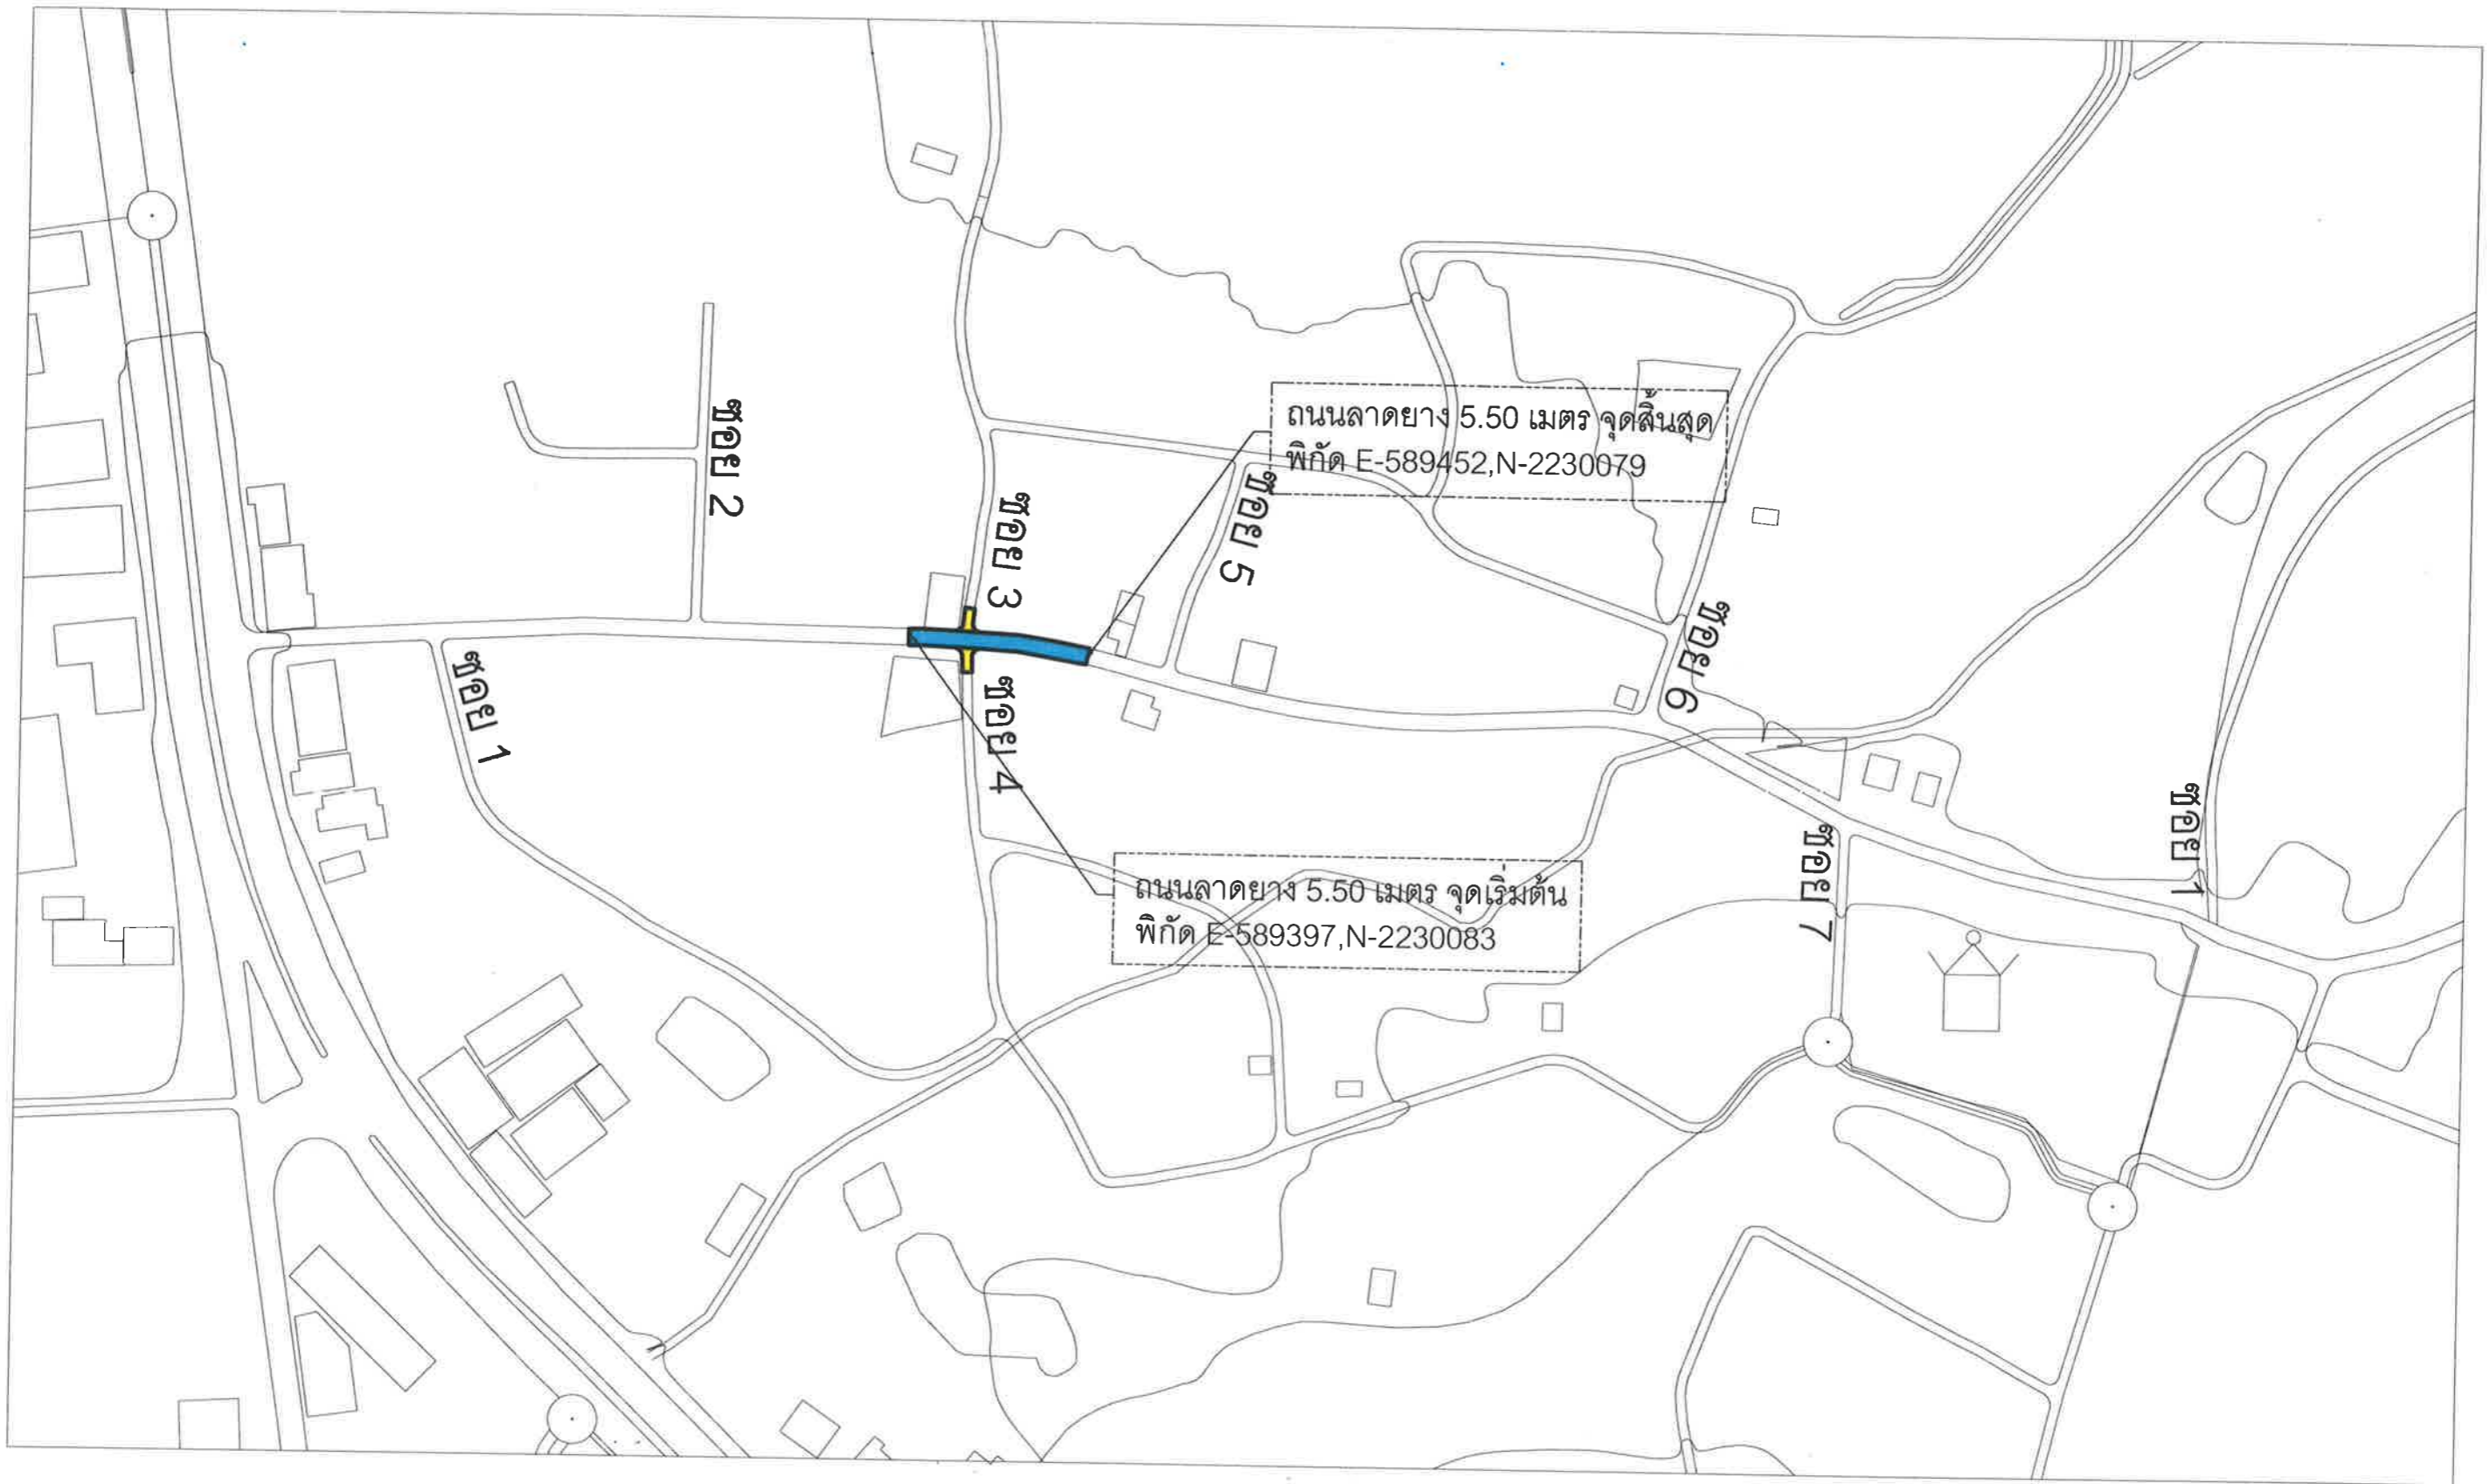 ถนนลาดยาง 5.50 เมตร จุดสิ้นสุด
พิกัด E-589452,N-2230079
ซอย 2
ซอย 3
ซอย 5
ซอย 6
ซอย 1
ซอย 4
ซอย 1
ซอย 7
ถนนลาดยาง 5.50 เมตร จุดเริ่มต้น
พิกัด E-589397,N-2230083